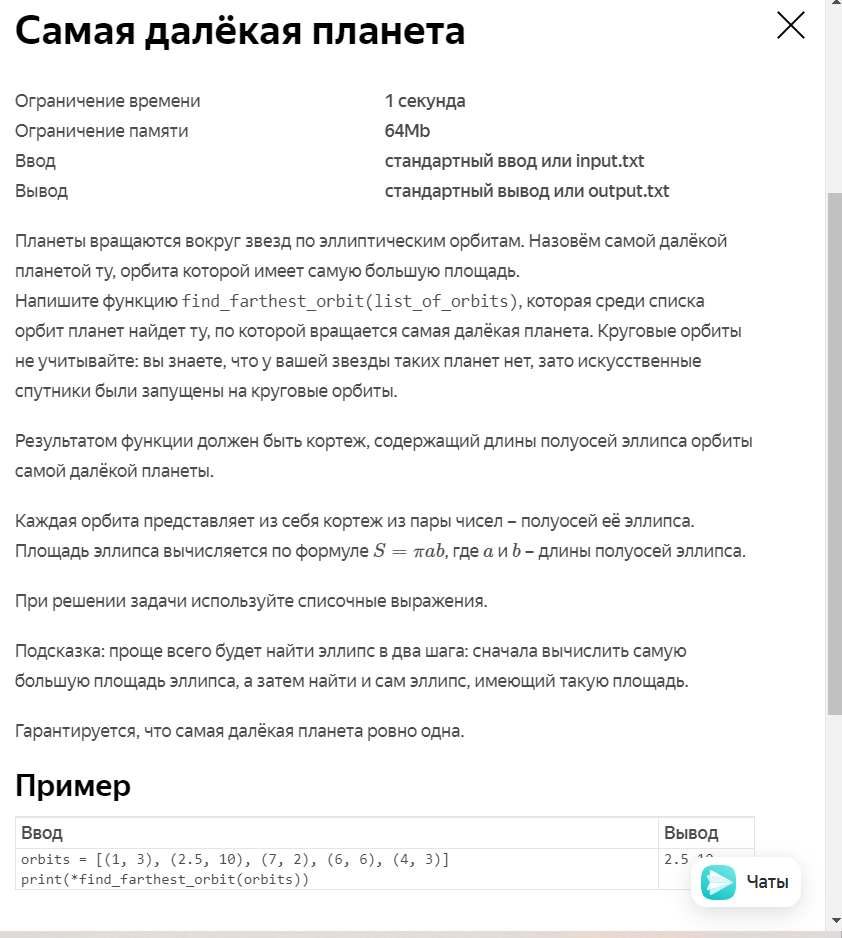 Самая далёкая планета
Ограничение времени 1 секунда
Ограничение памяти 64Mb
Ввод стандартный ввод или input.txt
Вывод стандартный вывод или output.txt
Планеты вращаются вокруг звезд по эллиптическим орбитам. Назовём самой далёкой
планетой ту, орбита которой имеет самую большую площадь.
Напишите функцию find_farthest_orbit(list_of_orbits), которая среди списка
орбит планет найдет ту, по которой вращается самая далёкая планета. Круговые орбиты
не учитывайте: вы знаете, что у вашей звезды таких планет нет, зато искусственные
спутники были запущены на круговые орбиты.
Результатом функции должен быть кортеж, содержащий длины полуосей эллипса орбиты
самой далёкой планеты.
Каждая орбита представляет из себя кортеж из пары чисел – полуосей её эллипса.
Площадь эллипса вычисляется по формуле S = πab, где a и b – длины полуосей эллипса.
При решении задачи используйте списочные выражения.
Подсказка: проще всего будет найти эллипс в два шага: сначала вычислить самую
большую площадь эллипса, а затем найти и сам эллипс, имеющий такую площадь.
Гарантируется, что самая далёкая планета ровно одна.
Пример
Ввод Вывод
orbits = [(1, 3), (2.5, 10), (7, 2), (6, 6), (4, 3)] 2.5 10
print(*find_farthest_orbit(orbits))
Чаты